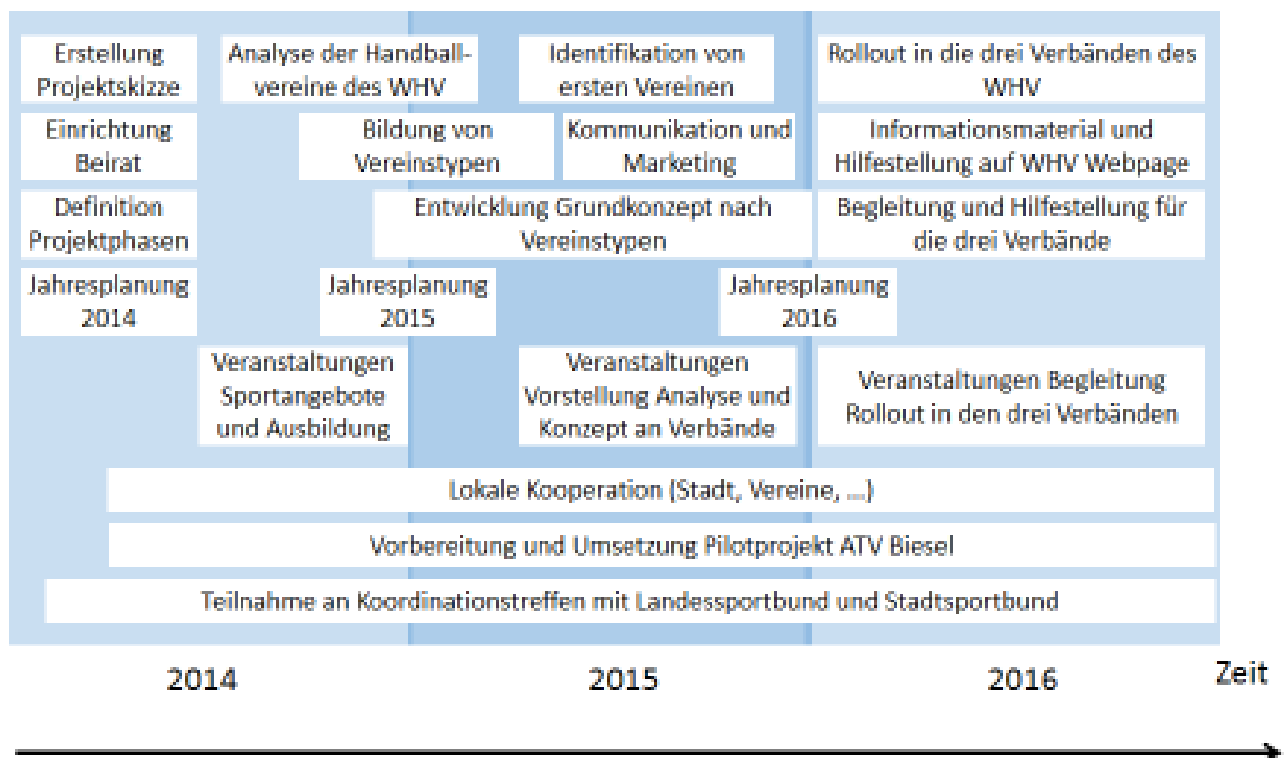 Erstellung
Projektskizze
Analyse der Handball-
vereine des WHV
Identifikation von
ersten Vereinen
Rollout in die drei Verbänden des
WHV
Einrichtung
Beirat
Bildung von
Vereinstypen
Kommunikation und
Marketing
Informationsmaterial und
Hilfestellung auf WHV Webpage
Definition
Projektphasen
Entwicklung Grundkonzept nach
Vereinstypen
Begleitung und Hilfestellung für
die drei Verbände
Jahresplanung
2014
Jahresplanung
2015
Jahresplanung
2016
Veranstaltungen
Sportangebote
und Ausbildung
Veranstaltungen
Vorstellung Analyse und
Konzept an Verbände
Veranstaltungen Begleitung
Rollout in den drei Verbänden
Lokale Kooperation (Stadt, Vereine, ...)
Vorbereitung und Umsetzung Pilotprojekt ATV Biesel
Teilnahme an Koordinationstreffen mit Landessportbund und Stadtsportbund
2014
2015
2016
Zeit